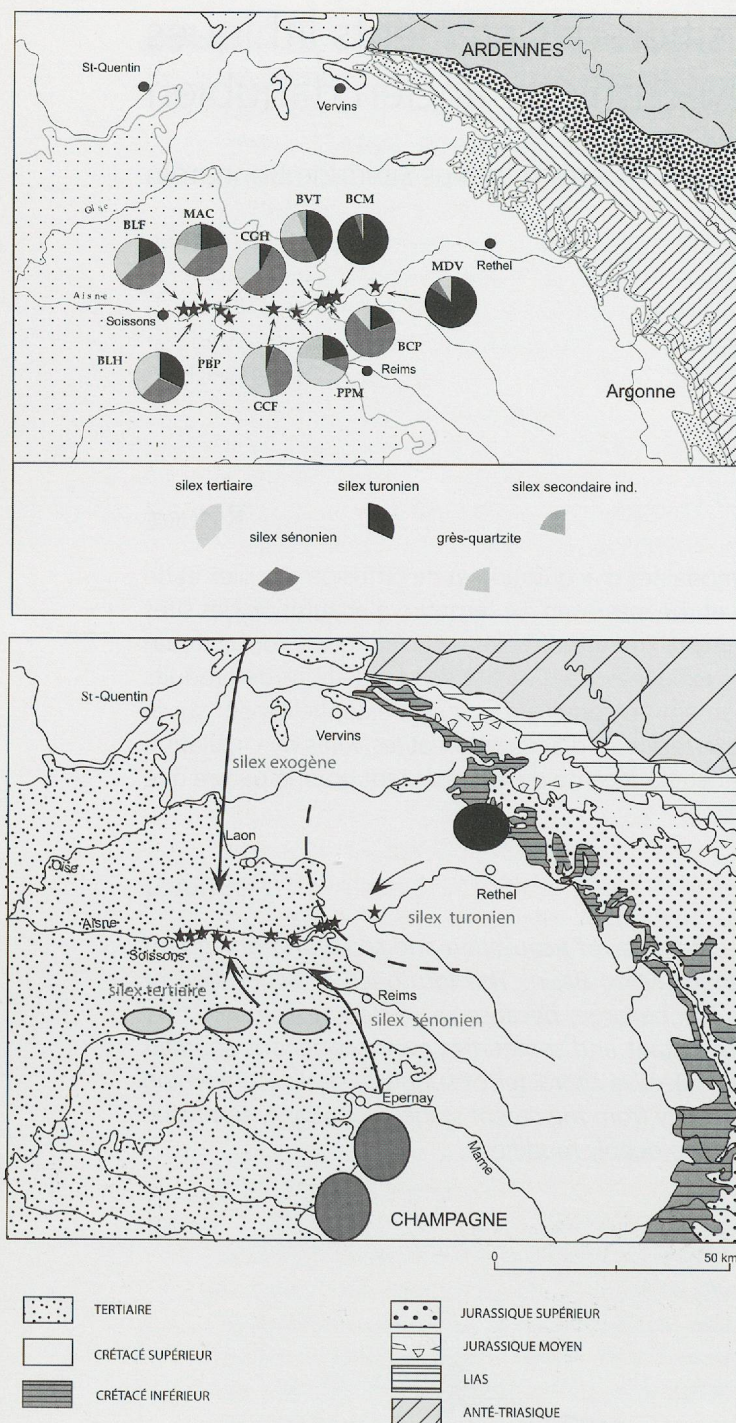 ARDENNES
St-Quentin
Vervins
Oise
BLF
MAC
CGH
BVT
BCM
MDV
Rethel
Aisne
Soissons
BLH
PBP
CCF
PPM
BCP
Reims
Argonne
silex tertiaire
silex turonien
silex secondaire ind.
silex sénonien
grès-quartzite
St-Quentin
Vervins
silex exogène
Laon
Oise
Rethel
Aisne
silex turonien
Soissons
silex tertiaire
Reims
silex sénonien
Epernay
Marne
CHAMPAGNE
0
50 km
TERTIAIRE
CRÉTACÉ SUPÉRIEUR
CRÉTACÉ INFÉRIEUR
JURASSIQUE SUPÉRIEUR
JURASSIQUE MOYEN
LIAS
ANTÉ-TRIASIQUE